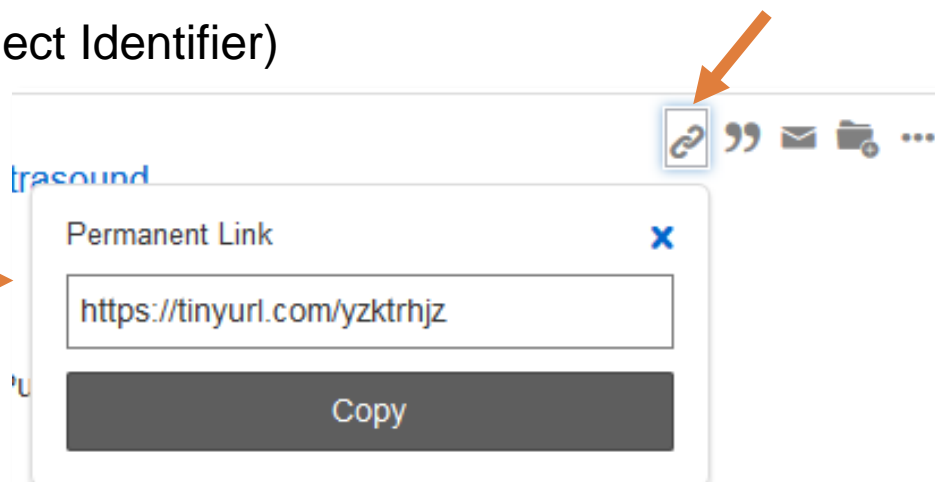 ect Identifier)
trasound
Permanent Link
https://tinyurl.com/yzktrhjz
Copy